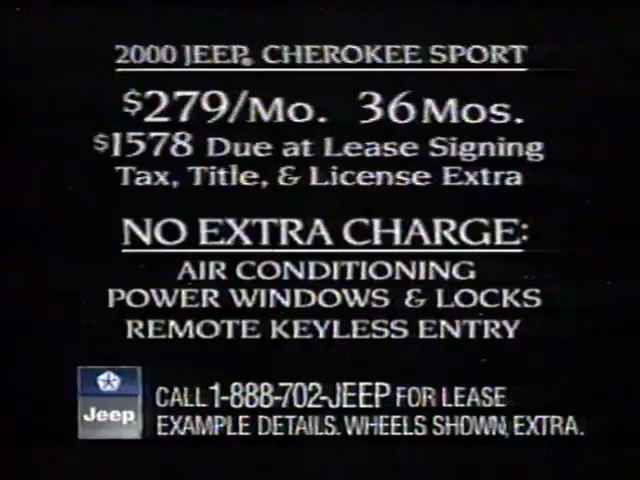 2000 JEEP® CHEROKEE SPORT
$279/Mo. 36 Mos.
$1578 Due at Lease Signing
Tax, Title, & License Extra
NO EXTRA CHARGE:
AIR CONDITIONING
POWER WINDOWS & LOCKS
REMOTE KEYLESS ENTRY
Jeep
CALL 1-888-702-JEEP FOR LEASE
EXAMPLE DETAILS. WHEELS SHOWN, EXTRA.